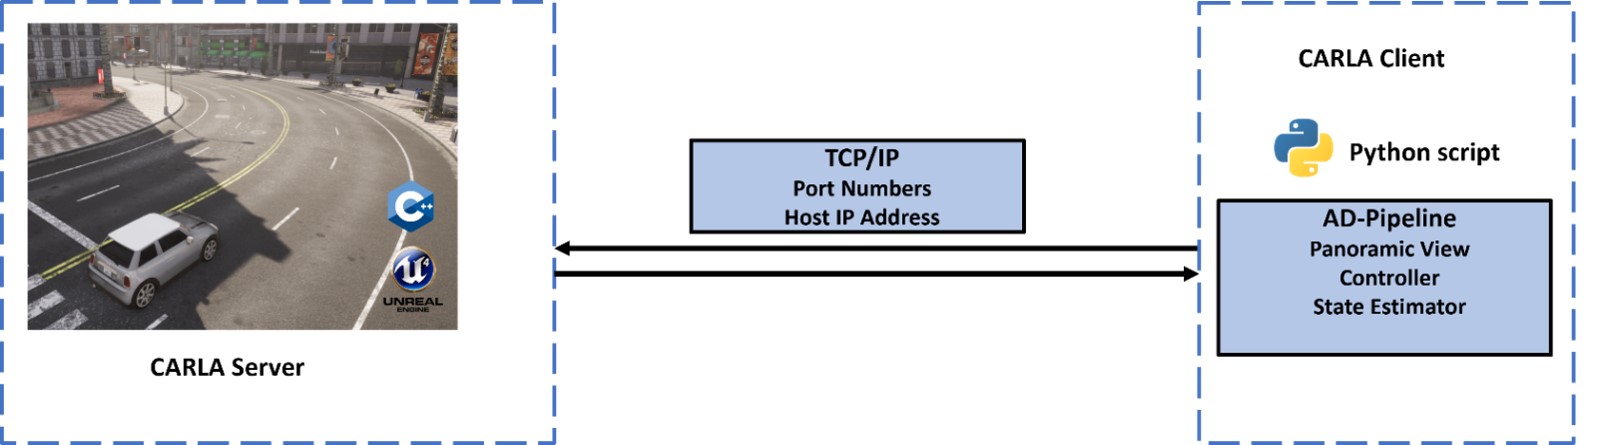 C++
U4
UNREAL
ENGINE
CARLA Server
TCP/IP
Port Numbers
Host IP Address
CARLA Client
Python script
AD-Pipeline
Panoramic View
Controller
State Estimator